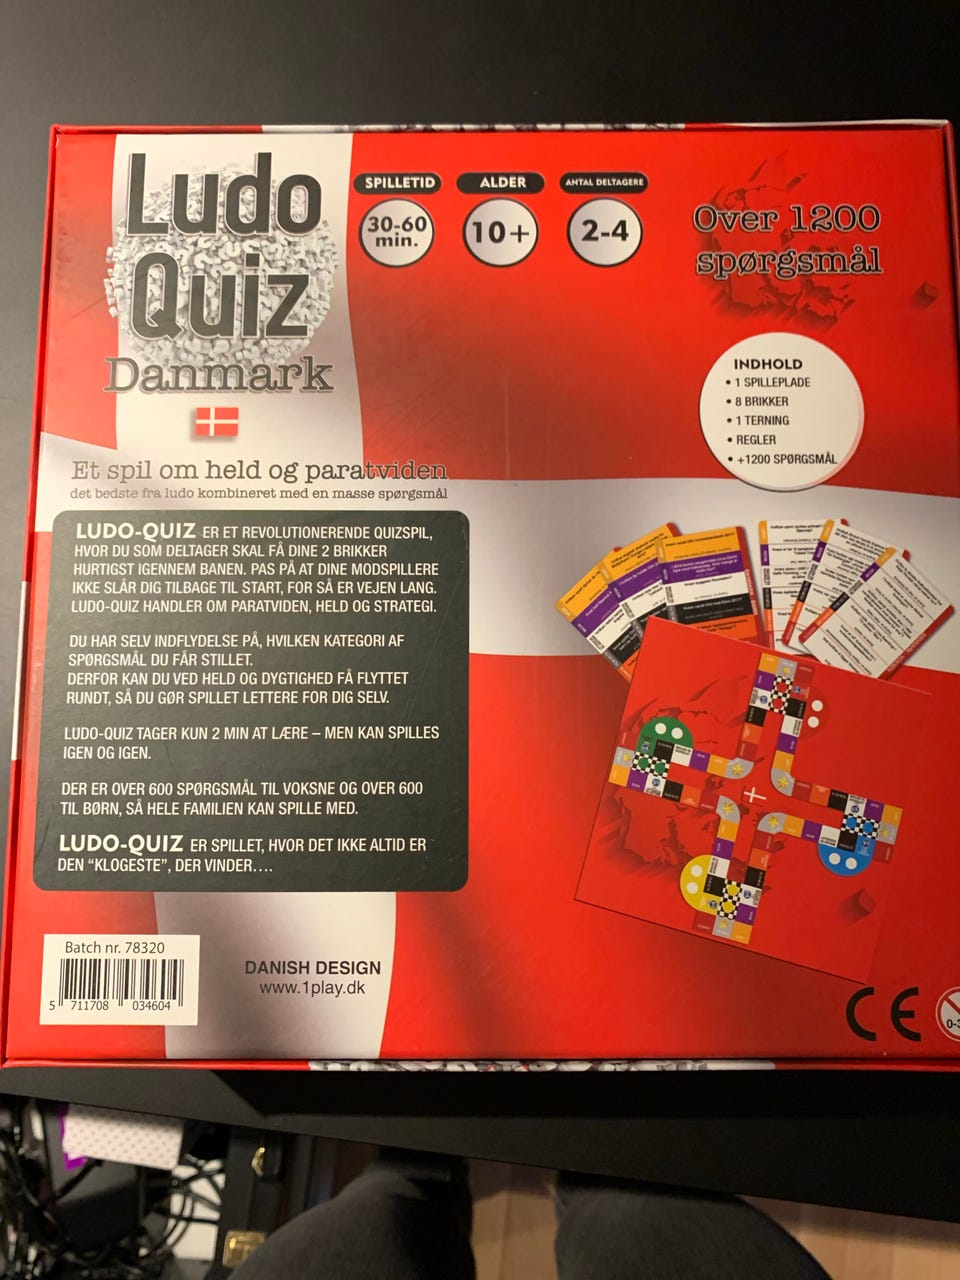 Ludo
Quiz
Danmark
SPILLETID
30-60
min.
ALDER
10+
ANTAL DELTAGERE
2-4
Over 1200
spørgsmål
INDHOLD
• 1 SPILLEPLADE
• 8 BRIKKER
• 1 TERNING
• REGLER
• +1200 SPØRGSMÅL
Et spil om held og paratviden
det bedste fra ludo kombineret med en masse spørgsmål
LUDO-QUIZ ER ET REVOLUTIONERENDE QUIZSPIL,
HVOR DU SOM DELTAGER SKAL FÅ DINE 2 BRIKKER
HURTIGST IGENNEM BANEN. PAS PÅ AT DINE MODSPILLERE
IKKE SLÅR DIG TILBAGE TIL START, FOR SÅ ER VEJEN LANG.
LUDO-QUIZ HANDLER OM PARATVIDEN, HELD OG STRATEGI.
DU HAR SELV INDFLYDELSE PÅ, HVILKEN KATEGORI AF
SPØRGSMÅL DU FÅR STILLET.
DERFOR KAN DU VED HELD OG DYGTIGHED FÅ FLYTTET
RUNDT, SÅ DU GØR SPILLET LETTERE FOR DIG SELV.
LUDO-QUIZ TAGER KUN 2 MIN AT LÆRE – MEN KAN SPILLES
IGEN OG IGEN.
DER ER OVER 600 SPØRGSMÅL TIL VOKSNE OG OVER 600
TIL BØRN, SÅ HELE FAMILIEN KAN SPILLE MED.
LUDO-QUIZ ER SPILLET, HVOR DET IKKE ALTID ER
DEN “KLOGESTE”, DER VINDER....
Batch nr. 78320
5 711708 034604
DANISH DESIGN
www.1play.dk
CE
0-3